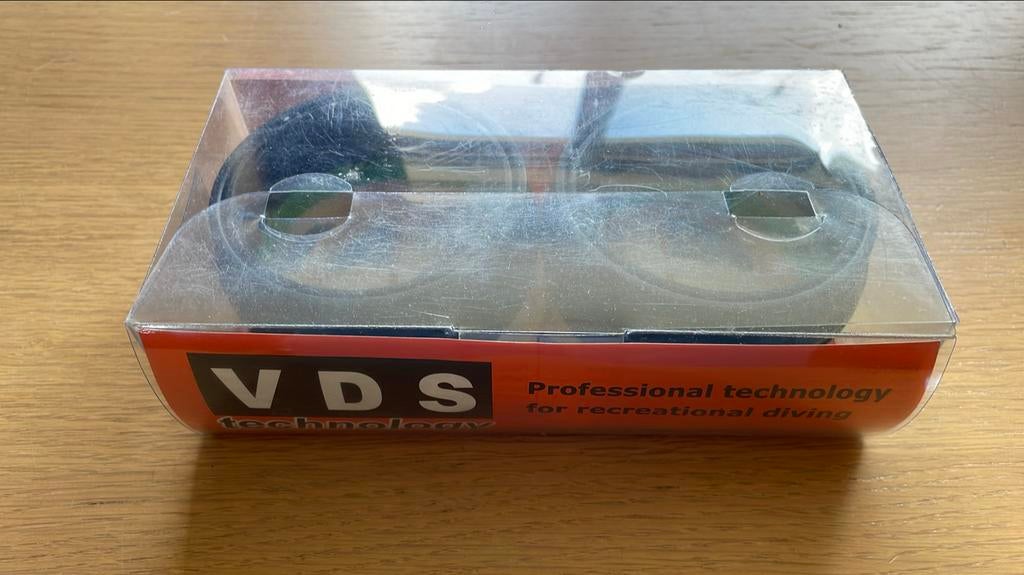 VDS
technology
Professional technology
for recreational diving